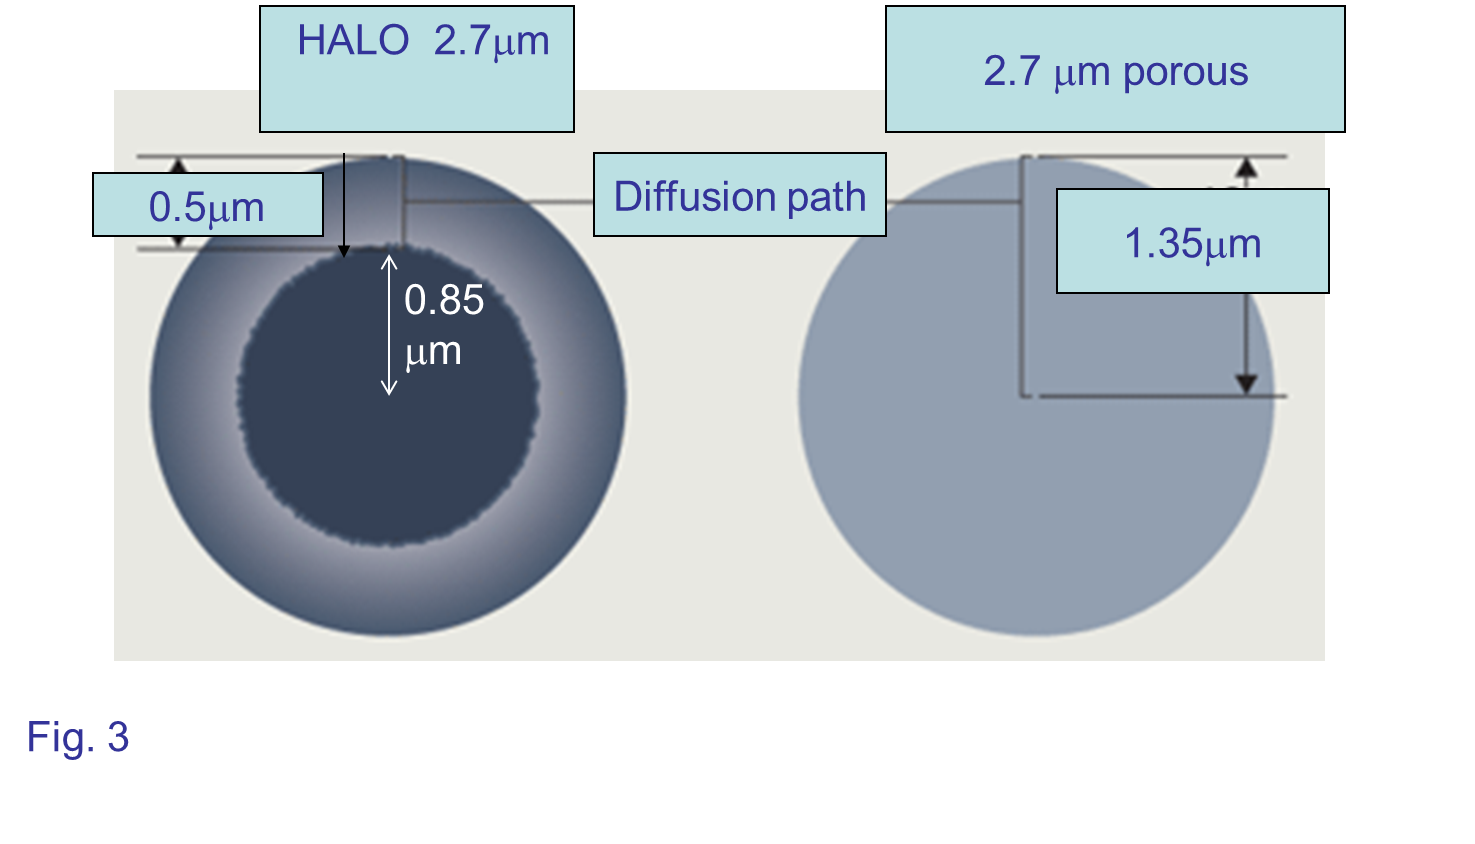 HALO 2.7μm
2.7 μm porous
0.5μm
Diffusion path
1.35μm
0.85
μm
Fig. 3